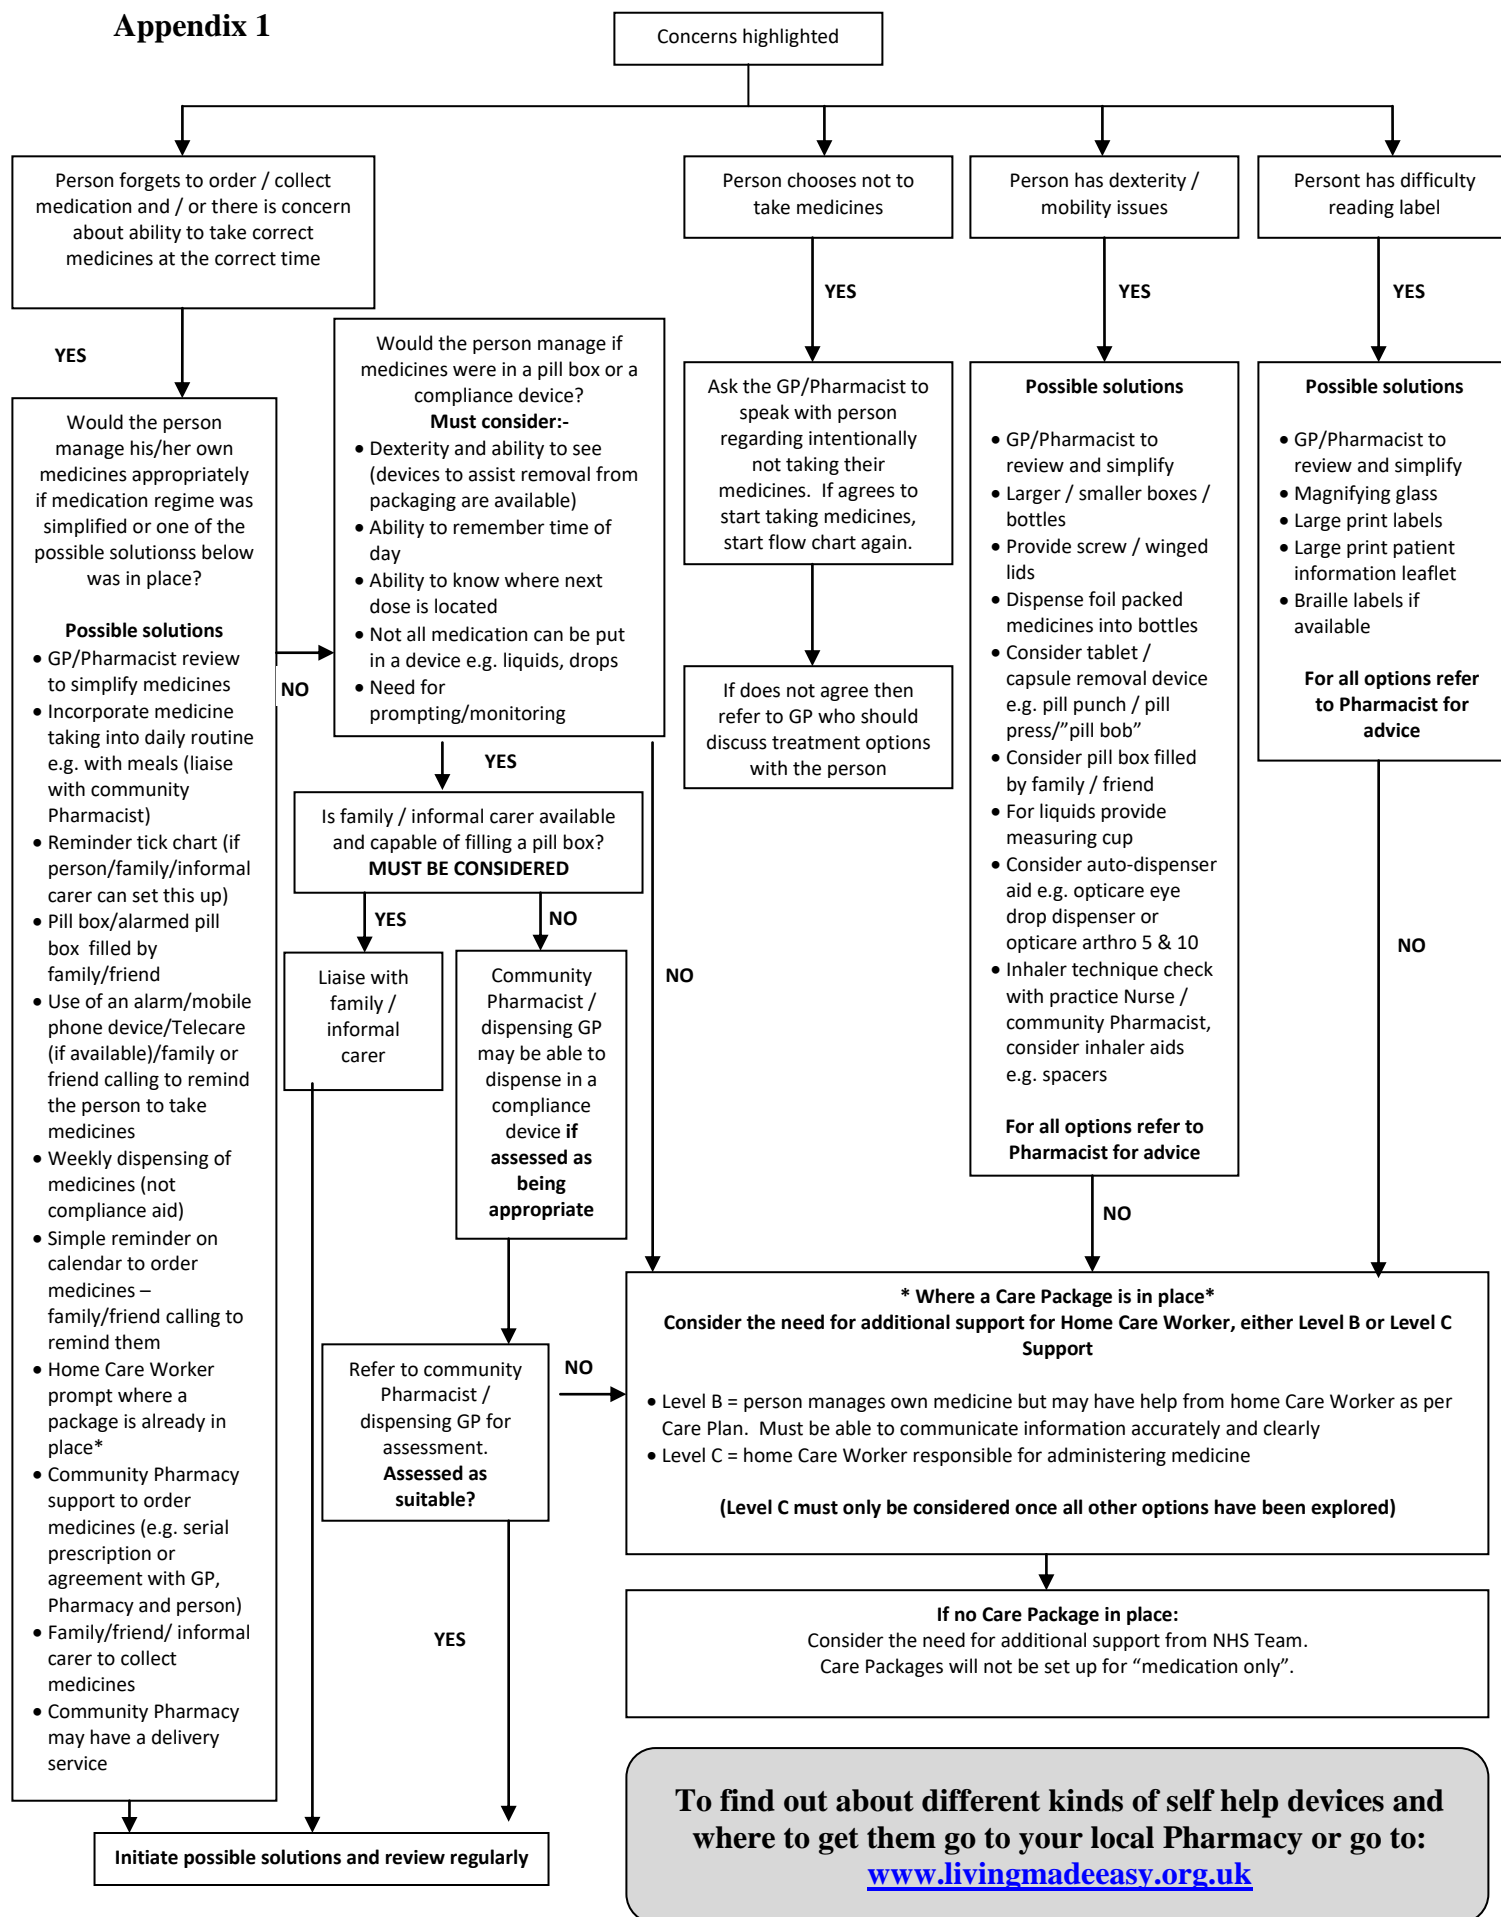 Appendix 1
Concerns highlighted
Person forgets to order / collect
medication and / or there is concern
about ability to take correct
medicines at the correct time
Person chooses not to
take medicines
Person has dexterity /
mobility issues
Persont has difficulty
reading label
YES
YES
YES
YES
Would the person
manage his/her own
medicines appropriately
if medication regime was
simplified or one of the
possible solutionss below
was in place?
Possible solutions
• GP/Pharmacist review
to simplify medicines
• Incorporate medicine
taking into daily routine
e.g. with meals (liaise
with community
Pharmacist)
• Reminder tick chart (if
person/family/informal
carer can set this up)
• Pill box/alarmed pill
box filled by
family/friend
• Use of an alarm/mobile
phone device/Telecare
(if available)/family or
friend calling to remind
the person to take
medicines
• Weekly dispensing of
medicines (not
compliance aid)
• Simple reminder on
calendar to order
medicines –
family/friend calling to
remind them
• Home Care Worker
prompt where a
package is already in
place*
• Community Pharmacy
support to order
medicines (e.g. serial
prescription or
agreement with GP,
Pharmacy and person)
• Family/friend/ informal
carer to collect
medicines
• Community Pharmacy
may have a delivery
service
NO
Would the person manage if
medicines were in a pill box or a
compliance device?
Must consider:-
• Dexterity and ability to see
(devices to assist removal from
packaging are available)
• Ability to remember time of
day
• Ability to know where next
dose is located
• Not all medication can be put
in a device e.g. liquids, drops
• Need for
prompting/monitoring
YES
Is family / informal carer available
and capable of filling a pill box?
MUST BE CONSIDERED
YES
NO
Liaise with
family /
informal
carer
Community
Pharmacist /
dispensing GP
may be able to
dispense in a
compliance
device if
assessed as
being
appropriate
NO
Refer to community
Pharmacist /
dispensing GP for
assessment.
Assessed as
suitable?
NO
YES
Initiate possible solutions and review regularly
Ask the GP/Pharmacist to
speak with person
regarding intentionally
not taking their
medicines. If agrees to
start taking medicines,
start flow chart again.
If does not agree then
refer to GP who should
discuss treatment options
with the person
Possible solutions
• GP/Pharmacist to
review and simplify
• Larger / smaller boxes /
bottles
• Provide screw / winged
lids
• Dispense foil packed
medicines into bottles
• Consider tablet /
capsule removal device
e.g. pill punch / pill
press/”pill bob”
• Consider pill box filled
by family / friend
• For liquids provide
measuring cup
• Consider auto-dispenser
aid e.g. opticare eye
drop dispenser or
opticare arthro 5 & 10
• Inhaler technique check
with practice Nurse /
community Pharmacist,
consider inhaler aids
e.g. spacers
For all options refer to
Pharmacist for advice
NO
Possible solutions
• GP/Pharmacist to
review and simplify
• Magnifying glass
• Large print labels
• Large print patient
information leaflet
• Braille labels if
available
For all options refer
to Pharmacist for
advice
NO
* Where a Care Package is in place*
Consider the need for additional support for Home Care Worker, either Level B or Level C
Support
• Level B = person manages own medicine but may have help from home Care Worker as per
Care Plan. Must be able to communicate information accurately and clearly
• Level C = home Care Worker responsible for administering medicine
(Level C must only be considered once all other options have been explored)
If no Care Package in place:
Consider the need for additional support from NHS Team.
Care Packages will not be set up for “medication only”.
To find out about different kinds of self help devices and
where to get them go to your local Pharmacy or go to:
www.livingmadeeasy.org.uk